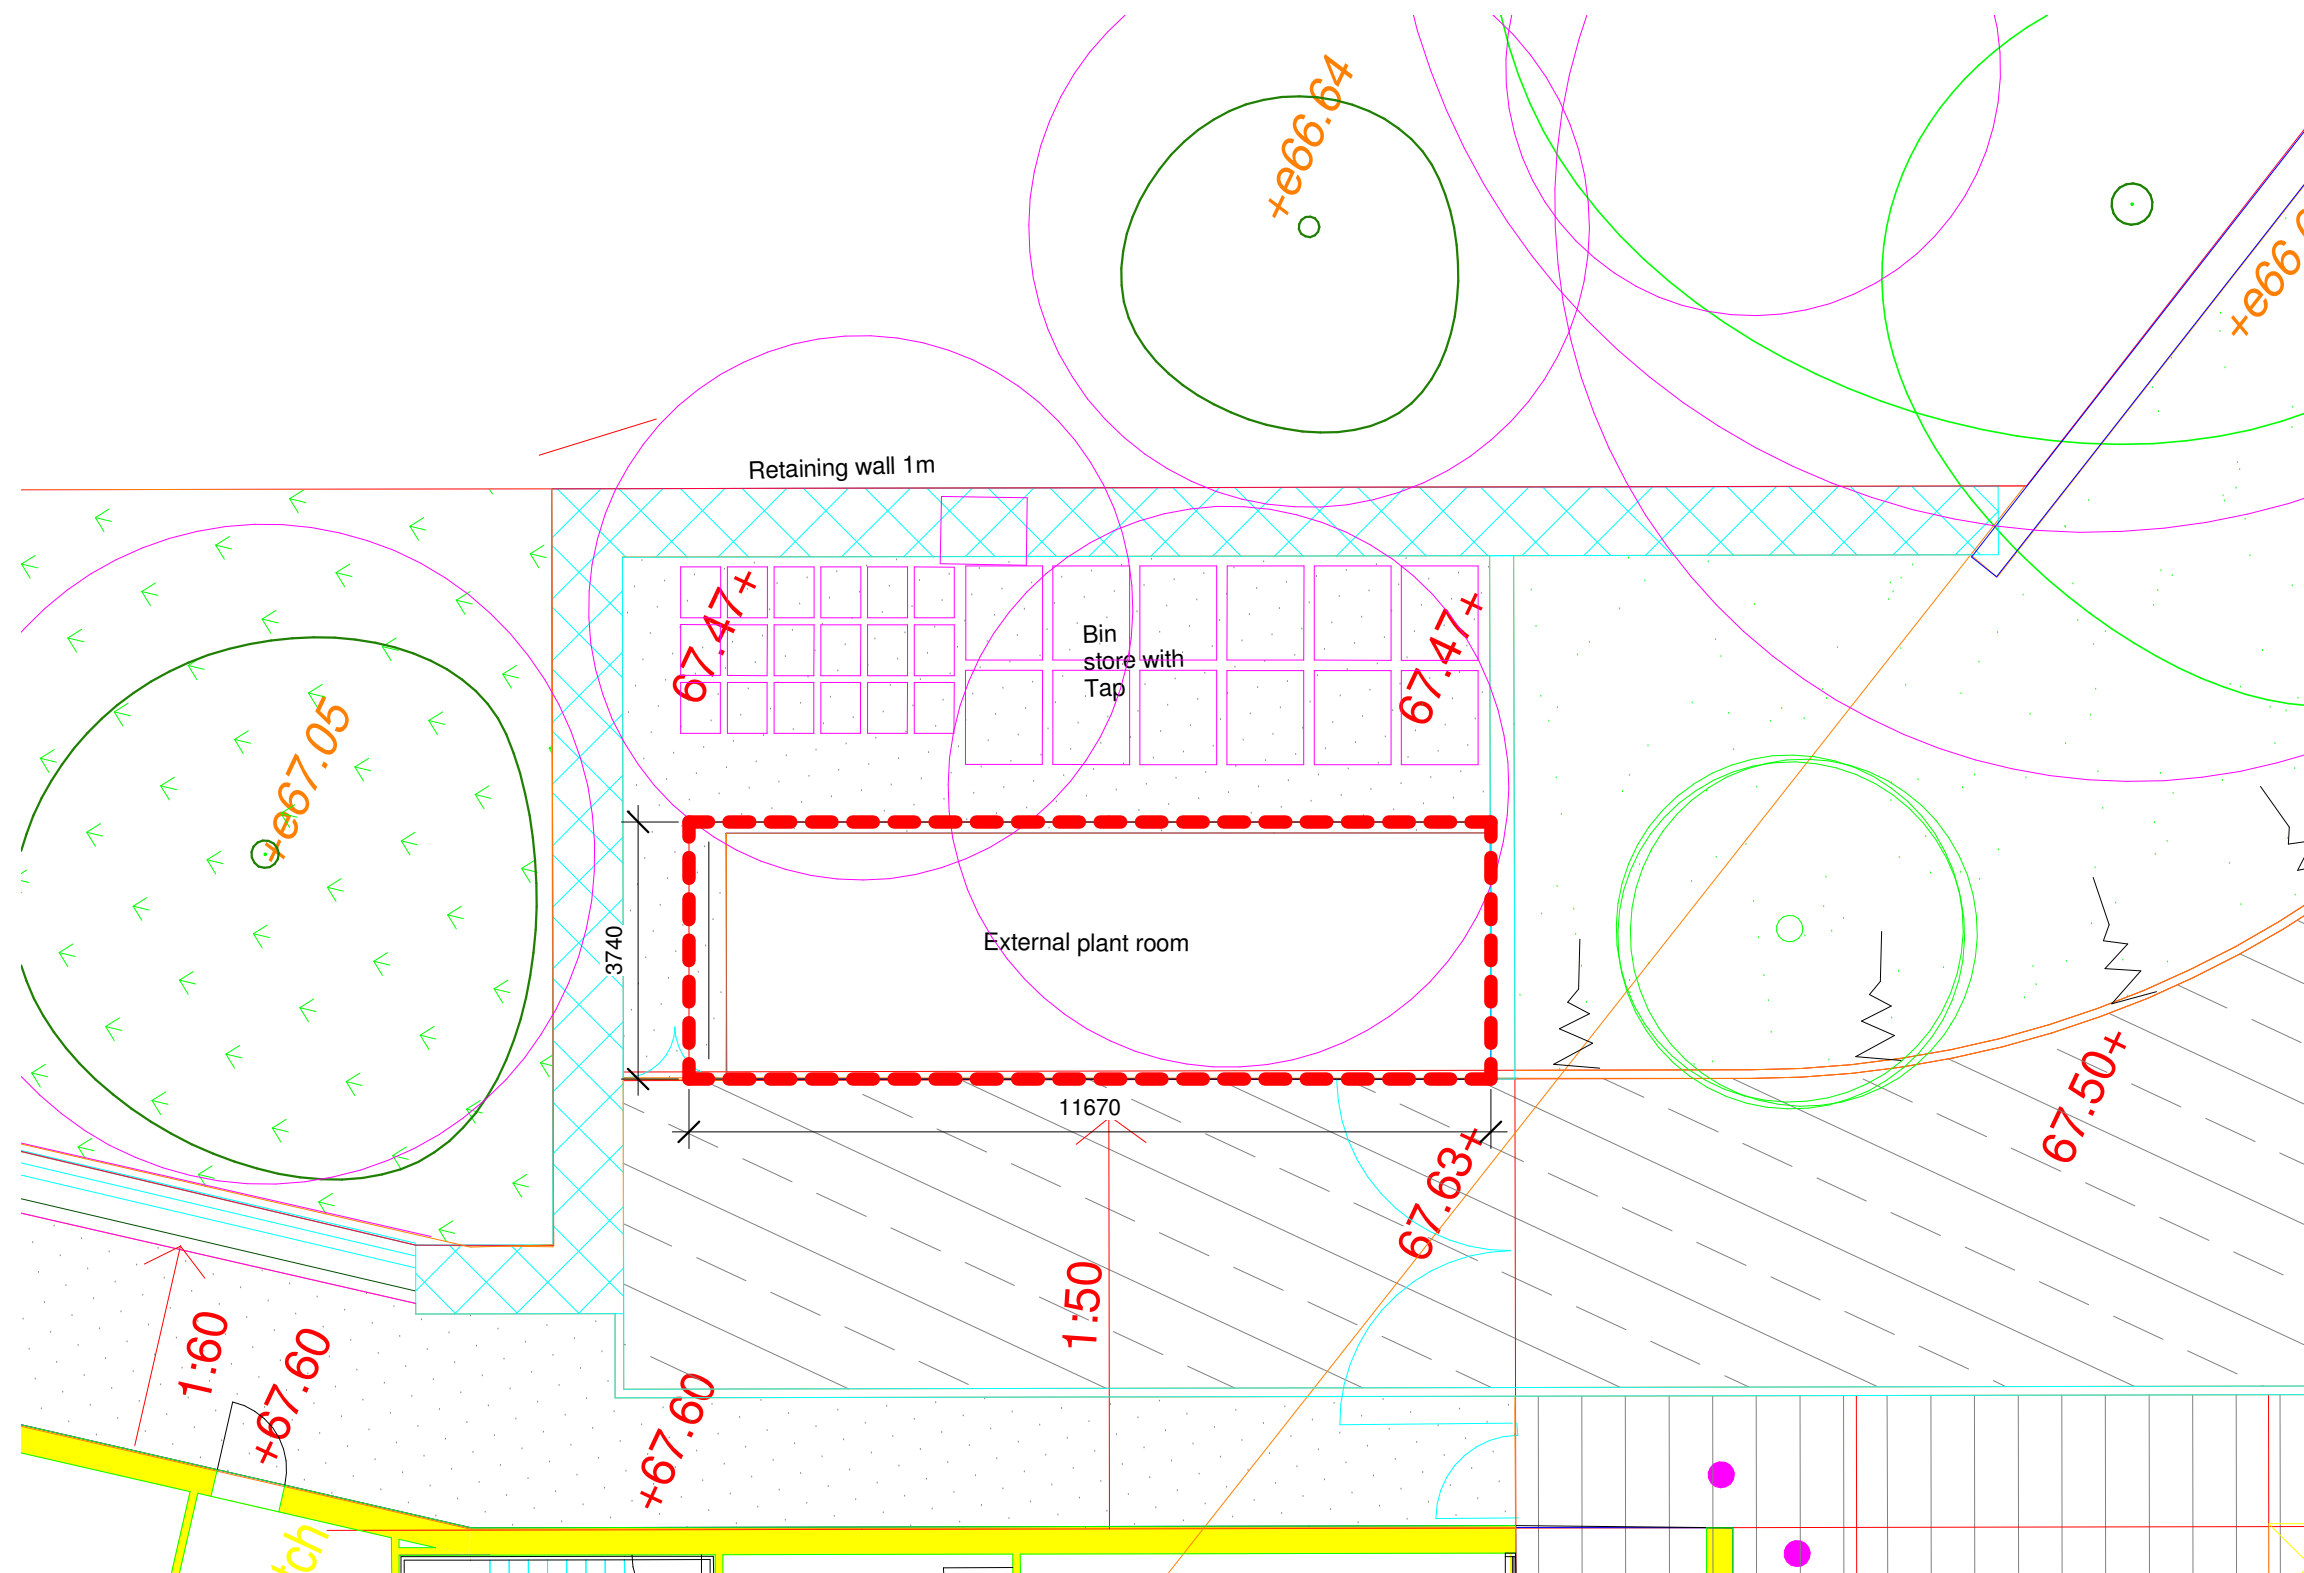 +e66.64
Retaining wall 1m
67.47+
Bin
store with
Tap
67.47+
+e67.05
3740
External plant room
11670
67.63+
67.50+
1:50
1:60
+67.60
+67.60